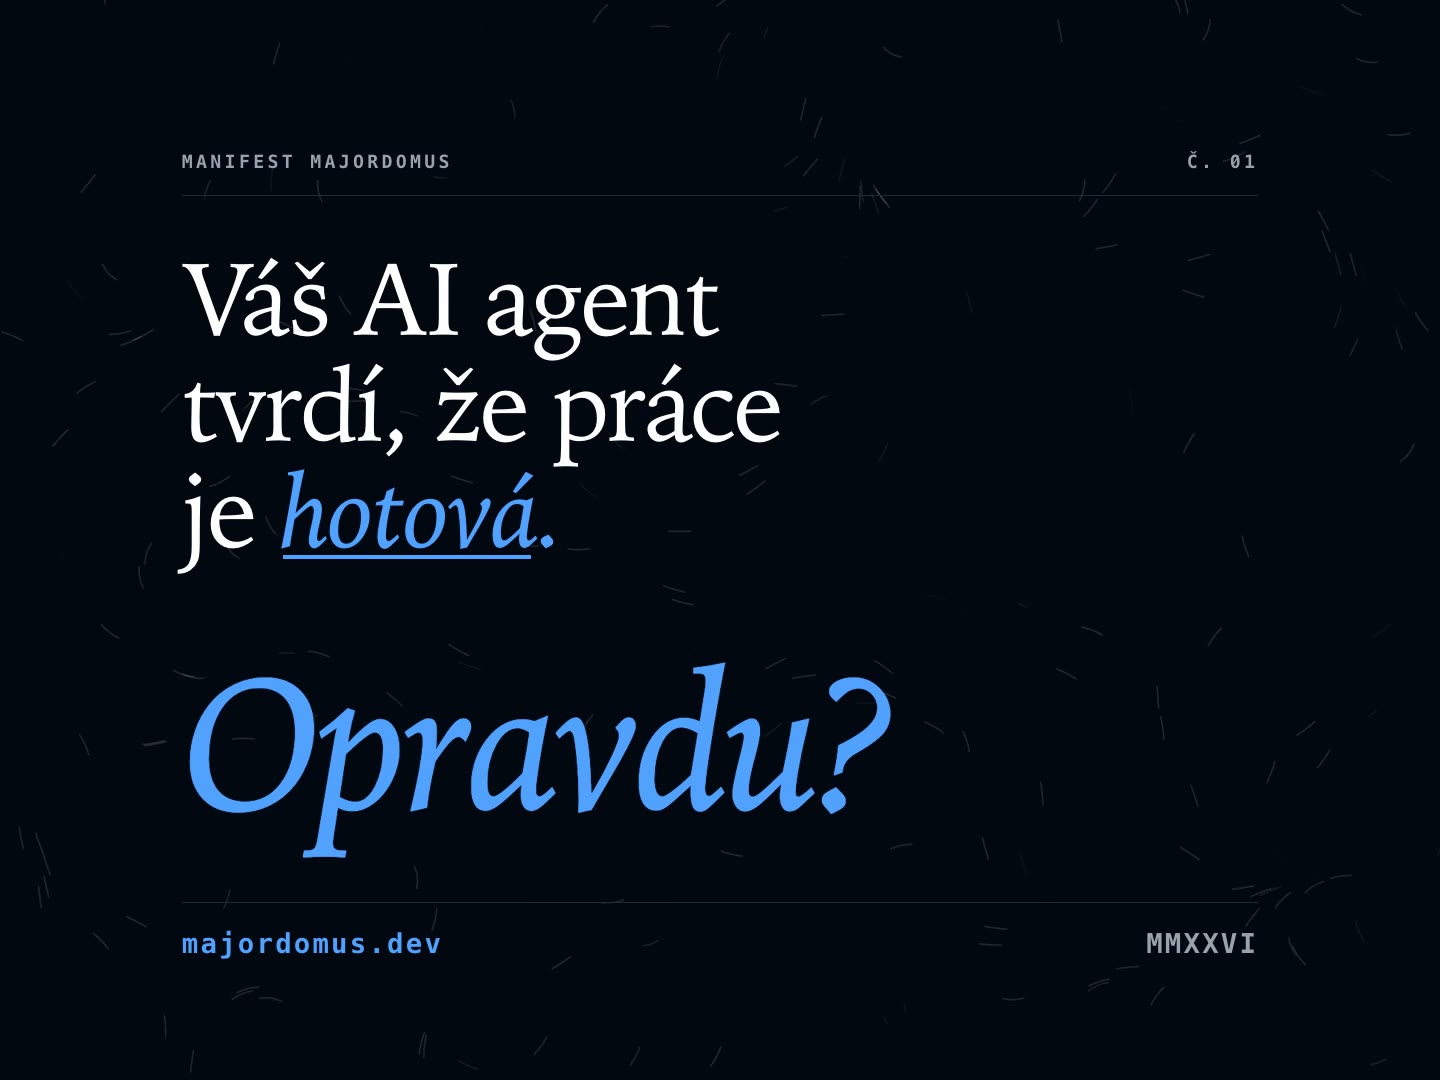 MANIFEST MAJORDOMUS
Č. 01
Váš AI agent
tvrdí, že práce
je hotová.
Opravdu?
majordomus.dev
MMXXVI